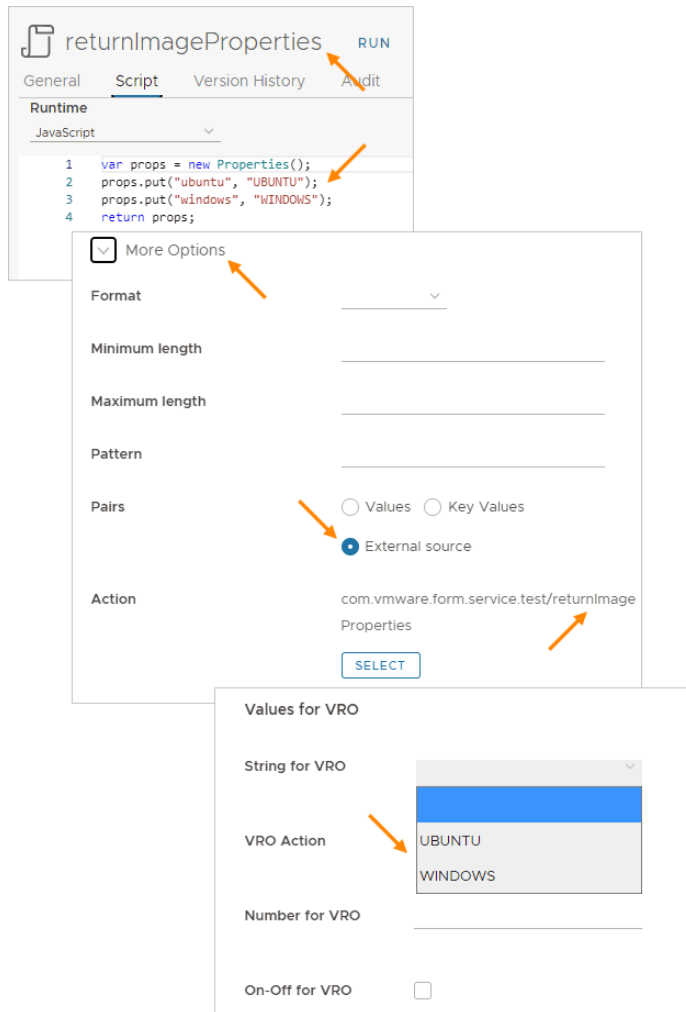 returnImageProperties RUN
General Script Version History Audit
Runtime
JavaScript
1 var props = new Properties();
2 props.put("ubuntu", "UBUNTU");
3 props.put("windows", "WINDOWS");
4 return props;
More Options
Format
Minimum length
Maximum length
Pattern
Pairs Values Key Values
External source
Action com.vmware.form.service.test/returnImage
Properties
SELECT
Values for VRO
String for VRO
VRO Action UBUNTU
WINDOWS
Number for VRO
On-Off for VRO